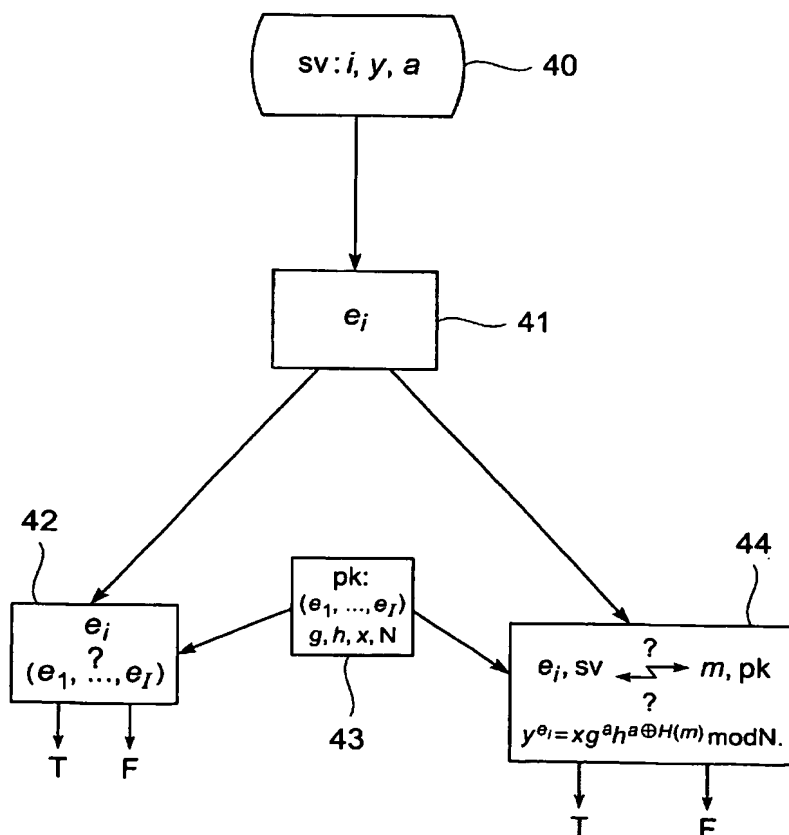 sv: i, y, a
40
e_i
41
42
e_i
?
(e_1, ..., e_I)
T F
pk:
(e_1, ..., e_I)
g, h, x, N
43
44
?
e_i, sv m, pk
?
y^{e_i} = xg^a h^{a⊕H(m)} modN.
T F